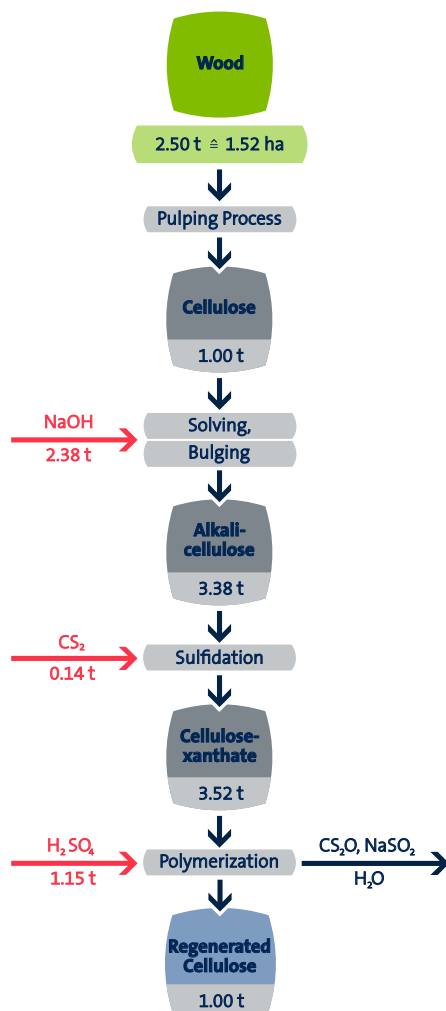 Wood
2.50 t ≙ 1.52 ha
Pulping Process
Cellulose
1.00 t
NaOH
2.38 t
Solving,
Bulging
Alkali-
cellulose
3.38 t
CS₂
0.14 t
Sulfidation
Cellulose-
xanthate
3.52 t
H₂SO₄
1.15 t
Polymerization
CS₂O, NaSO₂
H₂O
Regenerated
Cellulose
1.00 t